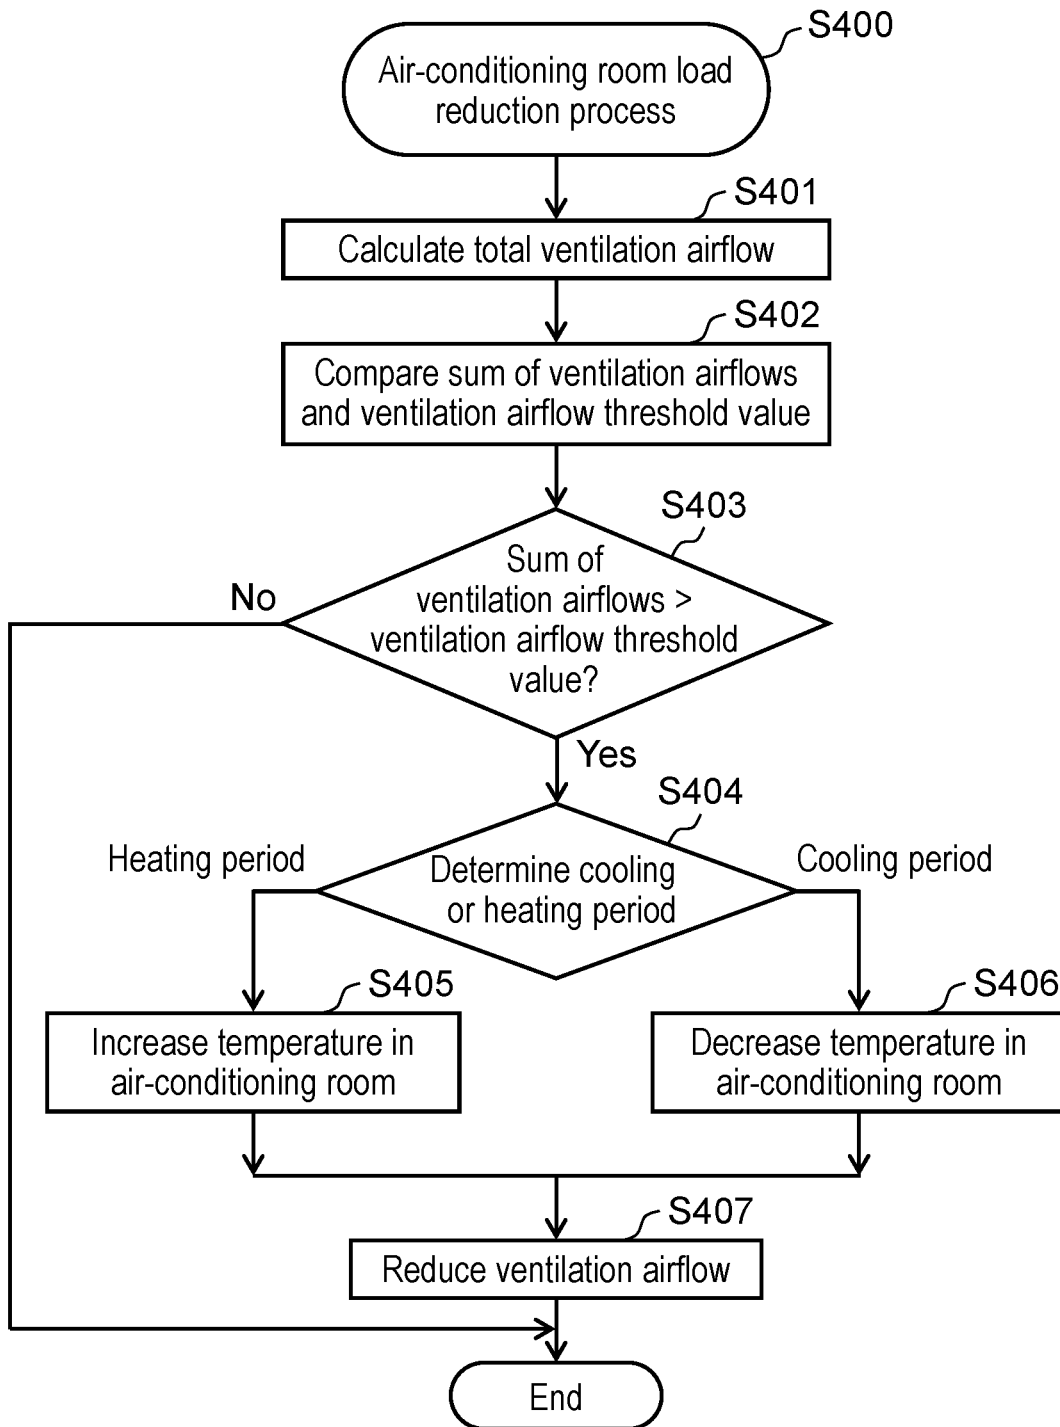 S400
Air-conditioning room load
reduction process
S401
Calculate total ventilation airflow
S402
Compare sum of ventilation airflows
and ventilation airflow threshold value
S403
Sum of
ventilation airflows >
ventilation airflow threshold
value?
No
Yes
S404
Heating period
Determine cooling
or heating period
Cooling period
S405
Increase temperature in
air-conditioning room
S406
Decrease temperature in
air-conditioning room
S407
Reduce ventilation airflow
End